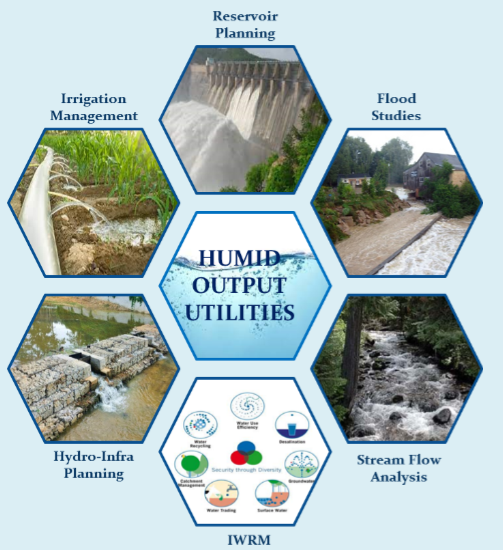 Reservoir
Planning
Irrigation
Management
Flood
Studies
HUMID
OUTPUT
UTILITIES
Hydro-Infra
Planning
Stream Flow
Analysis
Water Use
Efficiency
Water
Recycling
Desalination
Security through Diversity
Catchment
Management
Groundwater
Water Trading
Surface Water
IWRM